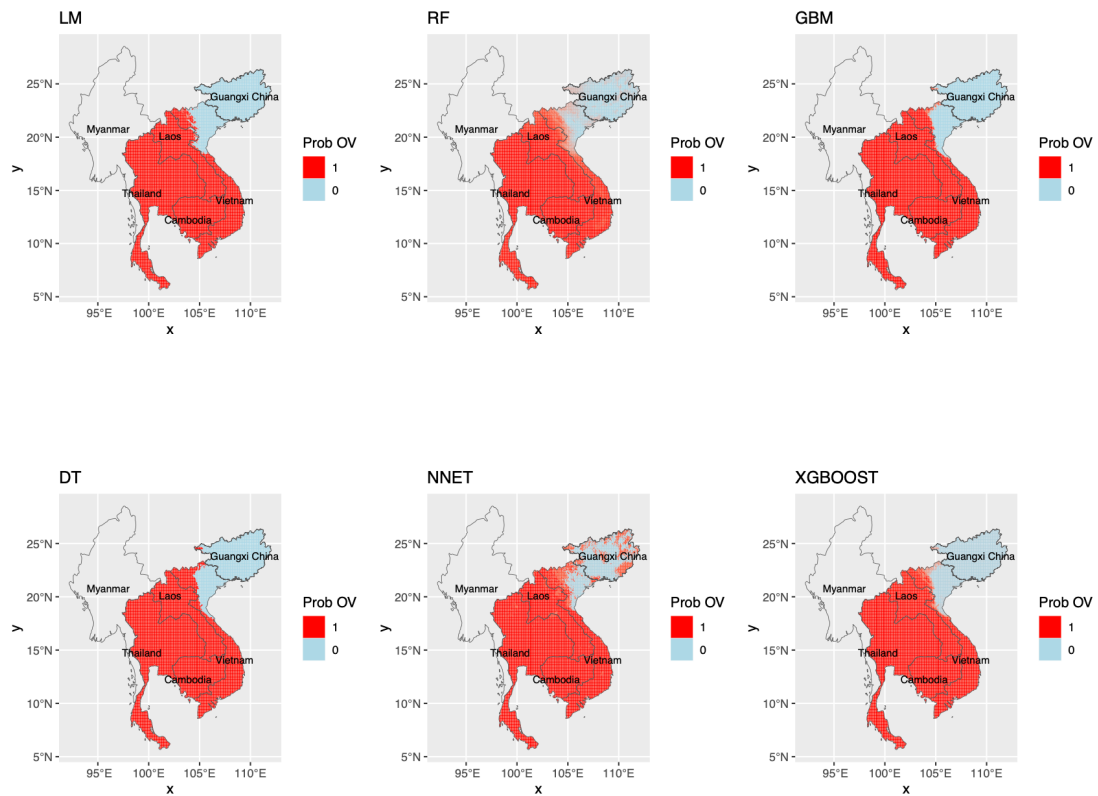 LM
25°N
20°N
15°N
10°N
5°N
y
95°E 100°E 105°E 110°E
x
Guangxi China
Myanmar
Laos
Thailand
Vietnam
Cambodia
Prob OV
1
0
RF
25°N
20°N
15°N
10°N
5°N
y
95°E 100°E 105°E 110°E
x
Guangxi China
Myanmar
Laos
Thailand
Vietnam
Cambodia
Prob OV
1
0
GBM
25°N
20°N
15°N
10°N
5°N
y
95°E 100°E 105°E 110°E
x
Guangxi China
Myanmar
Laos
Thailand
Vietnam
Cambodia
Prob OV
1
0
DT
25°N
20°N
15°N
10°N
5°N
y
95°E 100°E 105°E 110°E
x
Guangxi China
Myanmar
Laos
Thailand
Vietnam
Cambodia
Prob OV
1
0
NNET
25°N
20°N
15°N
10°N
5°N
y
95°E 100°E 105°E 110°E
x
Guangxi China
Myanmar
Laos
Thailand
Vietnam
Cambodia
Prob OV
1
0
XGBOOST
25°N
20°N
15°N
10°N
5°N
y
95°E 100°E 105°E 110°E
x
Guangxi China
Myanmar
Laos
Thailand
Vietnam
Cambodia
Prob OV
1
0